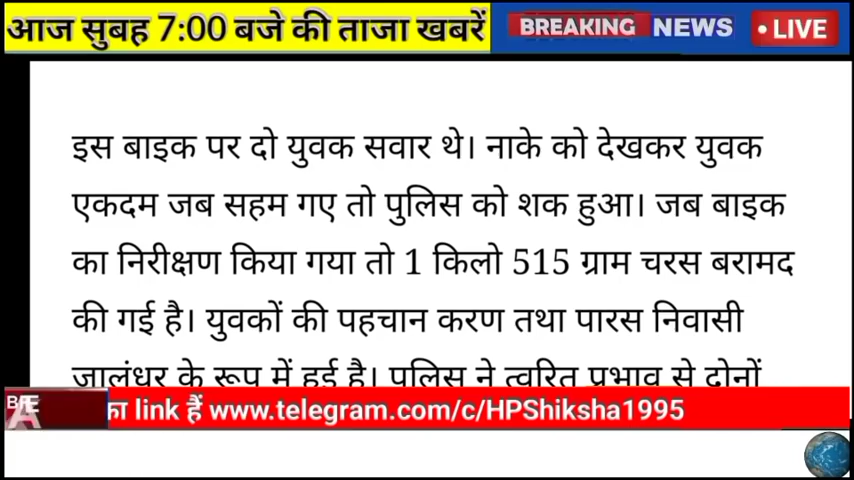 आज सुबह 7:00 बजे की ताजा खबरें
BREAKING NEWS • LIVE
इस बाइक पर दो युवक सवार थे। नाके को देखकर युवक
एकदम जब सहम गए तो पुलिस को शक हुआ। जब बाइक
का निरीक्षण किया गया तो 1 किलो 515 ग्राम चरस बरामद
की गई है। युवकों की पहचान करण तथा पारस निवासी
जालंधर के रूप में हुई है। पुलिस ने त्वरित प्रभाव से दोनों
का link हैं www.telegram.com/c/HPShiksha1995